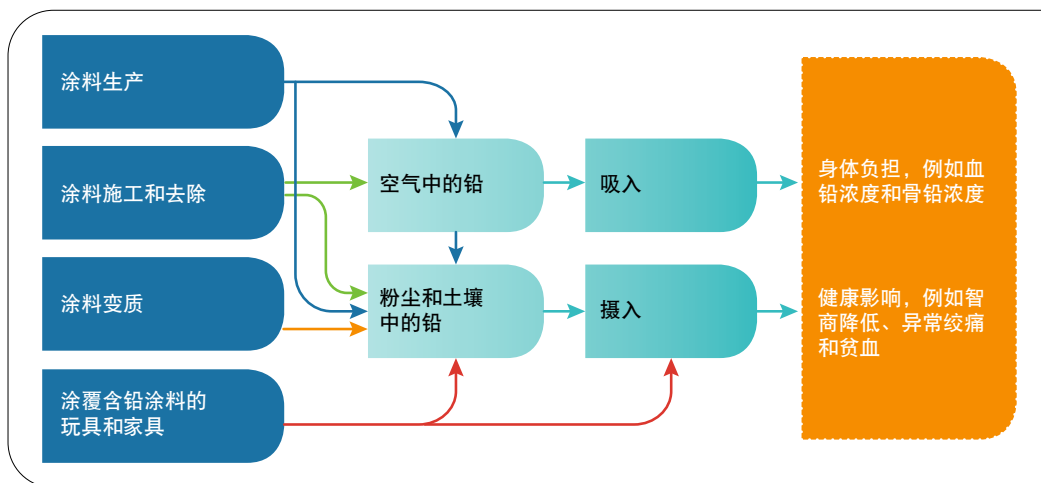 涂料生产
涂料施工和去除
涂料变质
涂覆含铅涂料的
玩具和家具
空气中的铅
粉尘和土壤
中的铅
吸入
摄入
身体负担，例如血
铅浓度和骨铅浓度
健康影响，例如智
商降低、异常绞痛
和贫血